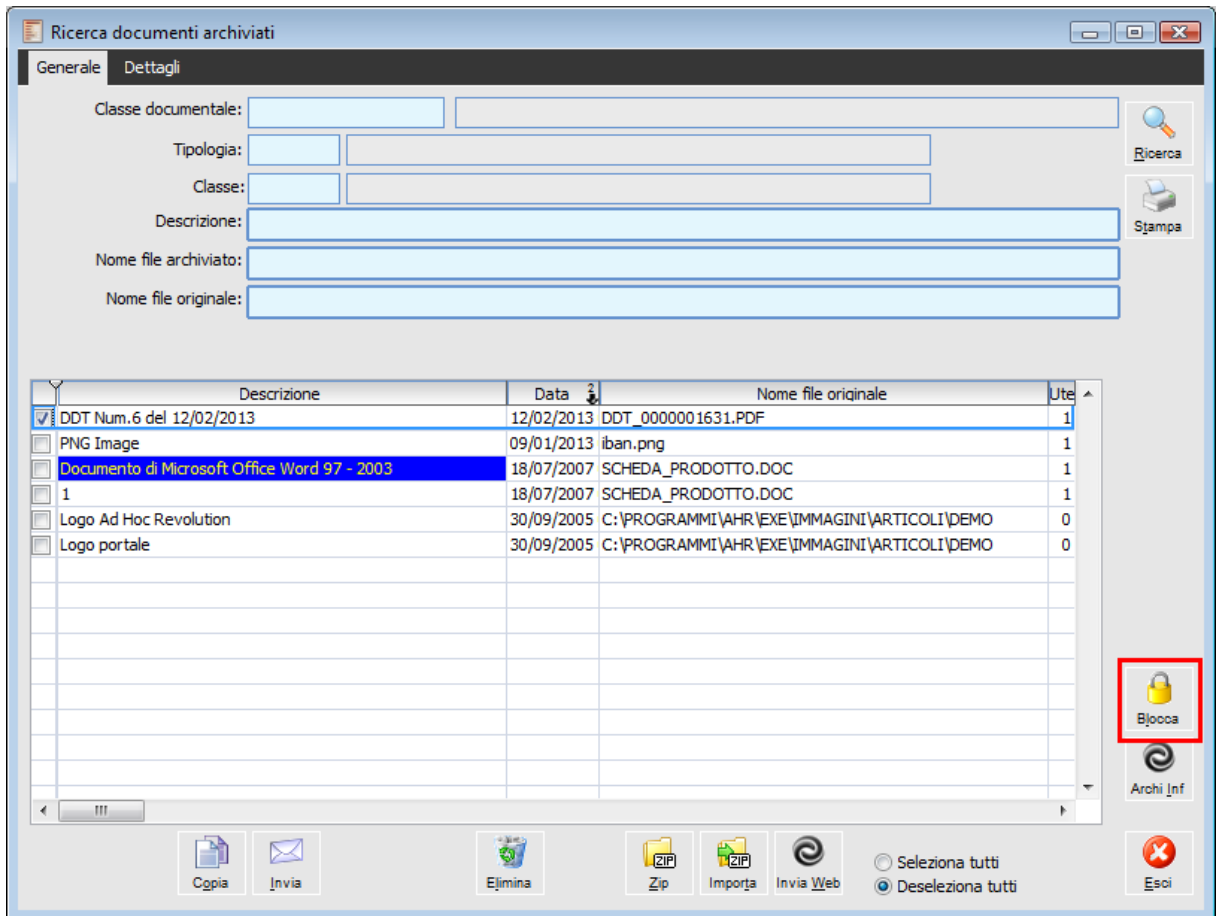 Ricerca documenti archiviati
Generale Dettagli
Classe documentale:
Ricerca
Tipologia:
Classe:
Stampa
Descrizione:
Nome file archiviato:
Nome file originale:
Descrizione Data 2 Nome file originale Ute
DDT Num.6 del 12/02/2013 12/02/2013 DDT_0000001631.PDF 1
PNG Image 09/01/2013 iban.png 1
Documento di Microsoft Office Word 97 - 2003 18/07/2007 SCHEDA_PRODOTTO.DOC 1
1 18/07/2007 SCHEDA_PRODOTTO.DOC 1
Logo Ad Hoc Revolution 30/09/2005 C:\PROGRAMMI\AHR\EXE\IMMAGINI\ARTICOLI\DEMO 0
Logo portale 30/09/2005 C:\PROGRAMMI\AHR\EXE\IMMAGINI\ARTICOLI\DEMO 0
Blocca
Archi Inf
Copia Invia Elimina ZIP Zip ZIP Importa Invia Web Seleziona tutti
Deseleziona tutti
Esci